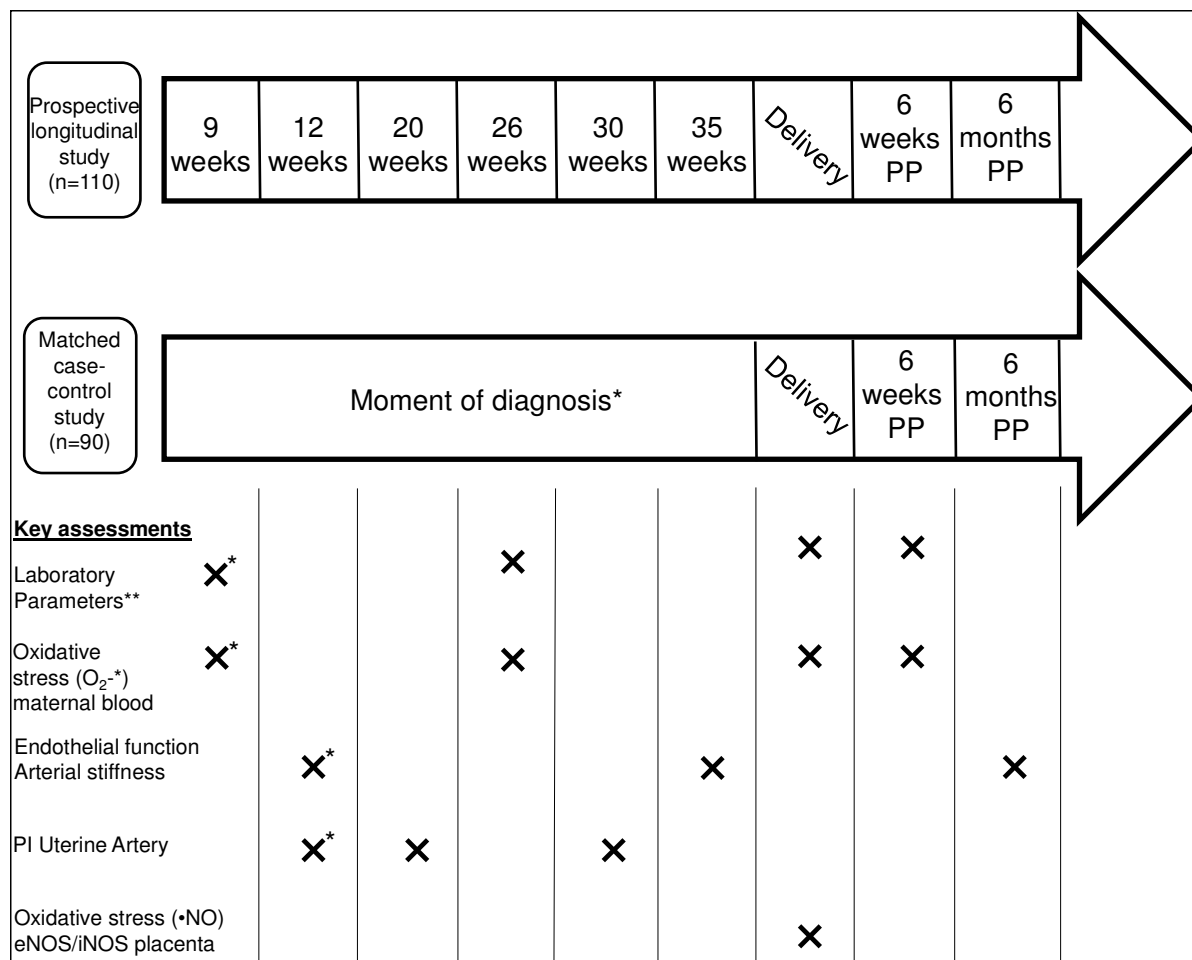 Prospective
longitudinal
study
(n=110)
9
weeks
12
weeks
20
weeks
26
weeks
30
weeks
35
weeks
Delivery
6
weeks
PP
6
months
PP
Matched
case-
control
study
(n=90)
Moment of diagnosis*
Delivery
6
weeks
PP
6
months
PP
Key assessments
Laboratory
Parameters**
*
Oxidative
stress (O₂-*)
maternal blood
*
Endothelial function
Arterial stiffness
*
PI Uterine Artery
*
Oxidative stress (•NO)
eNOS/iNOS placenta